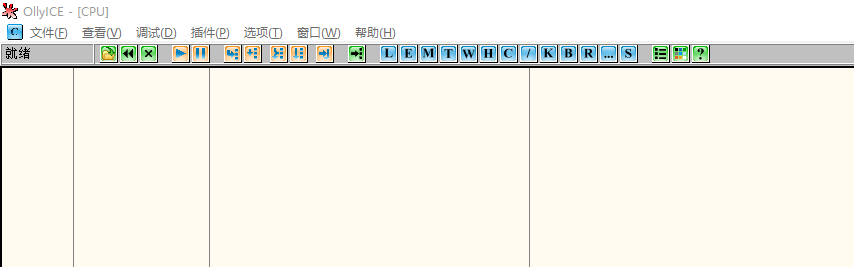 OllyICE - [CPU]
C 文件(F) 查看(V) 调试(D) 插件(P) 选项(T) 窗口(W) 帮助(H)
就绪 L E M T W H C / K B R ... S ?